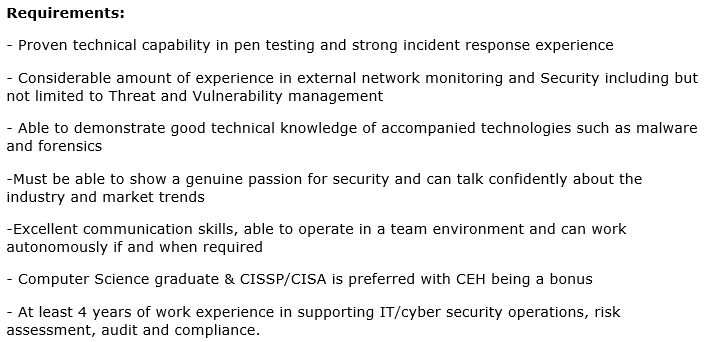 Requirements:
- Proven technical capability in pen testing and strong incident response experience
- Considerable amount of experience in external network monitoring and Security including but
not limited to Threat and Vulnerability management
- Able to demonstrate good technical knowledge of accompanied technologies such as malware
and forensics
-Must be able to show a genuine passion for security and can talk confidently about the
industry and market trends
-Excellent communication skills, able to operate in a team environment and can work
autonomously if and when required
- Computer Science graduate & CISSP/CISA is preferred with CEH being a bonus
- At least 4 years of work experience in supporting IT/cyber security operations, risk
assessment, audit and compliance.